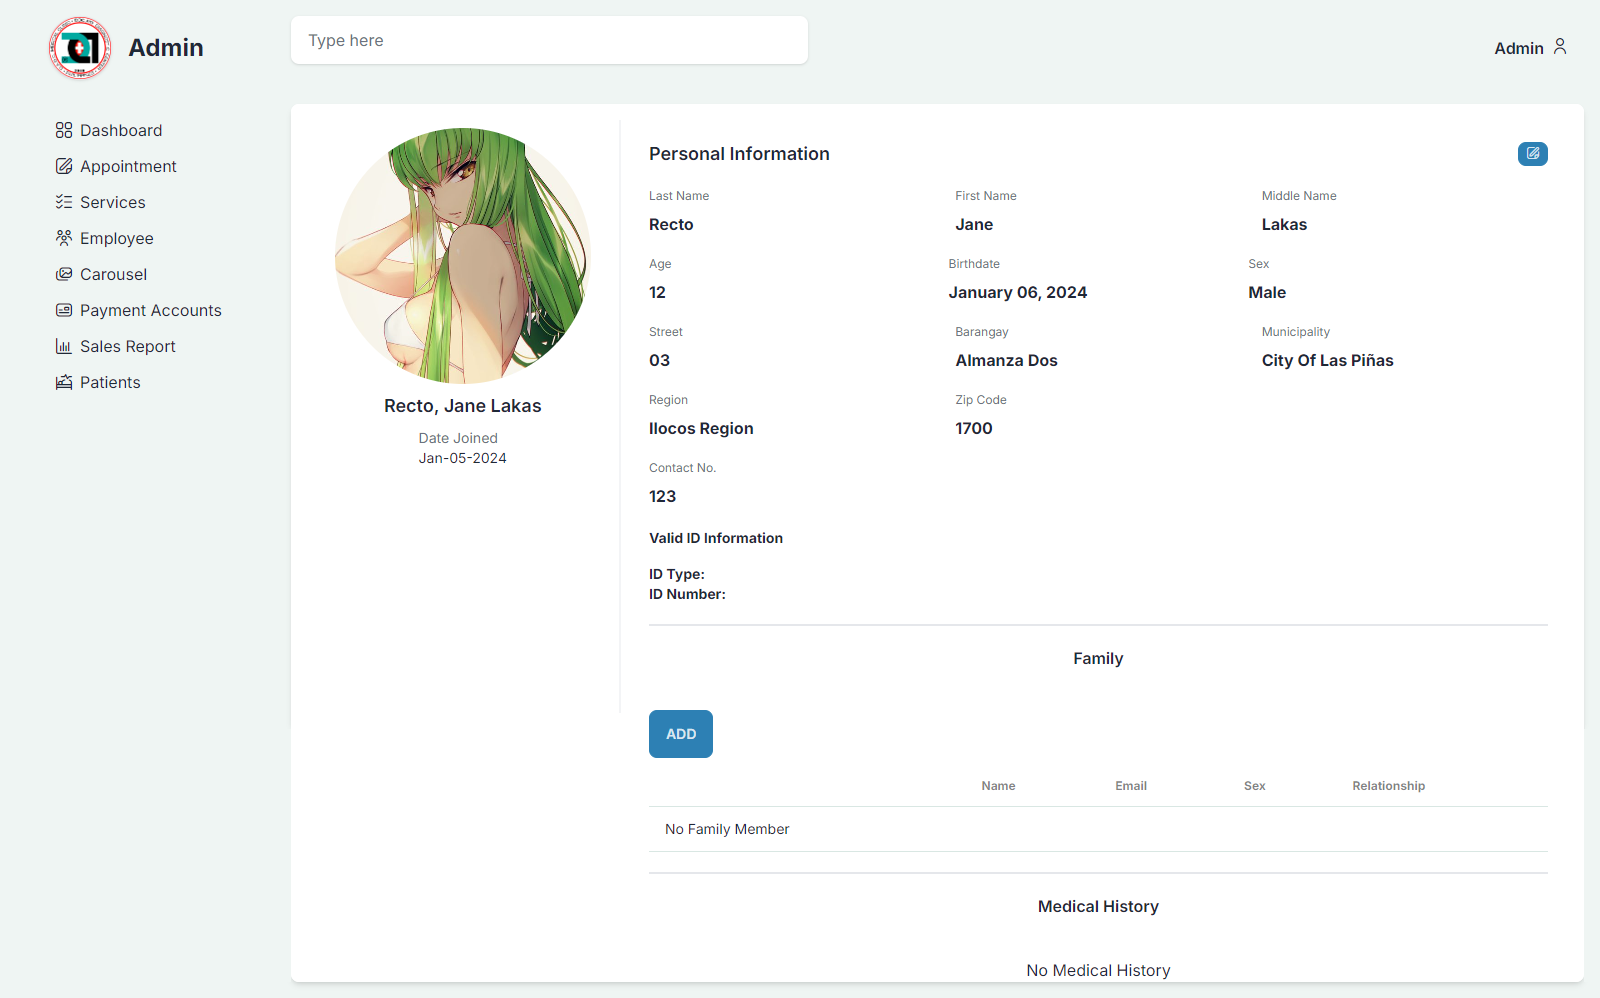 Admin
Type here
Admin
Dashboard
Appointment
Services
Employee
Carousel
Payment Accounts
Sales Report
Patients
Recto, Jane Lakas
Date Joined
Jan-05-2024
Personal Information
Last Name First Name Middle Name
Recto Jane Lakas
Age Birthdate Sex
12 January 06, 2024 Male
Street Barangay Municipality
03 Almanza Dos City Of Las Piñas
Region Zip Code
Ilocos Region 1700
Contact No.
123
Valid ID Information
ID Type:
ID Number:
Family
ADD
Name Email Sex Relationship
No Family Member
Medical History
No Medical History